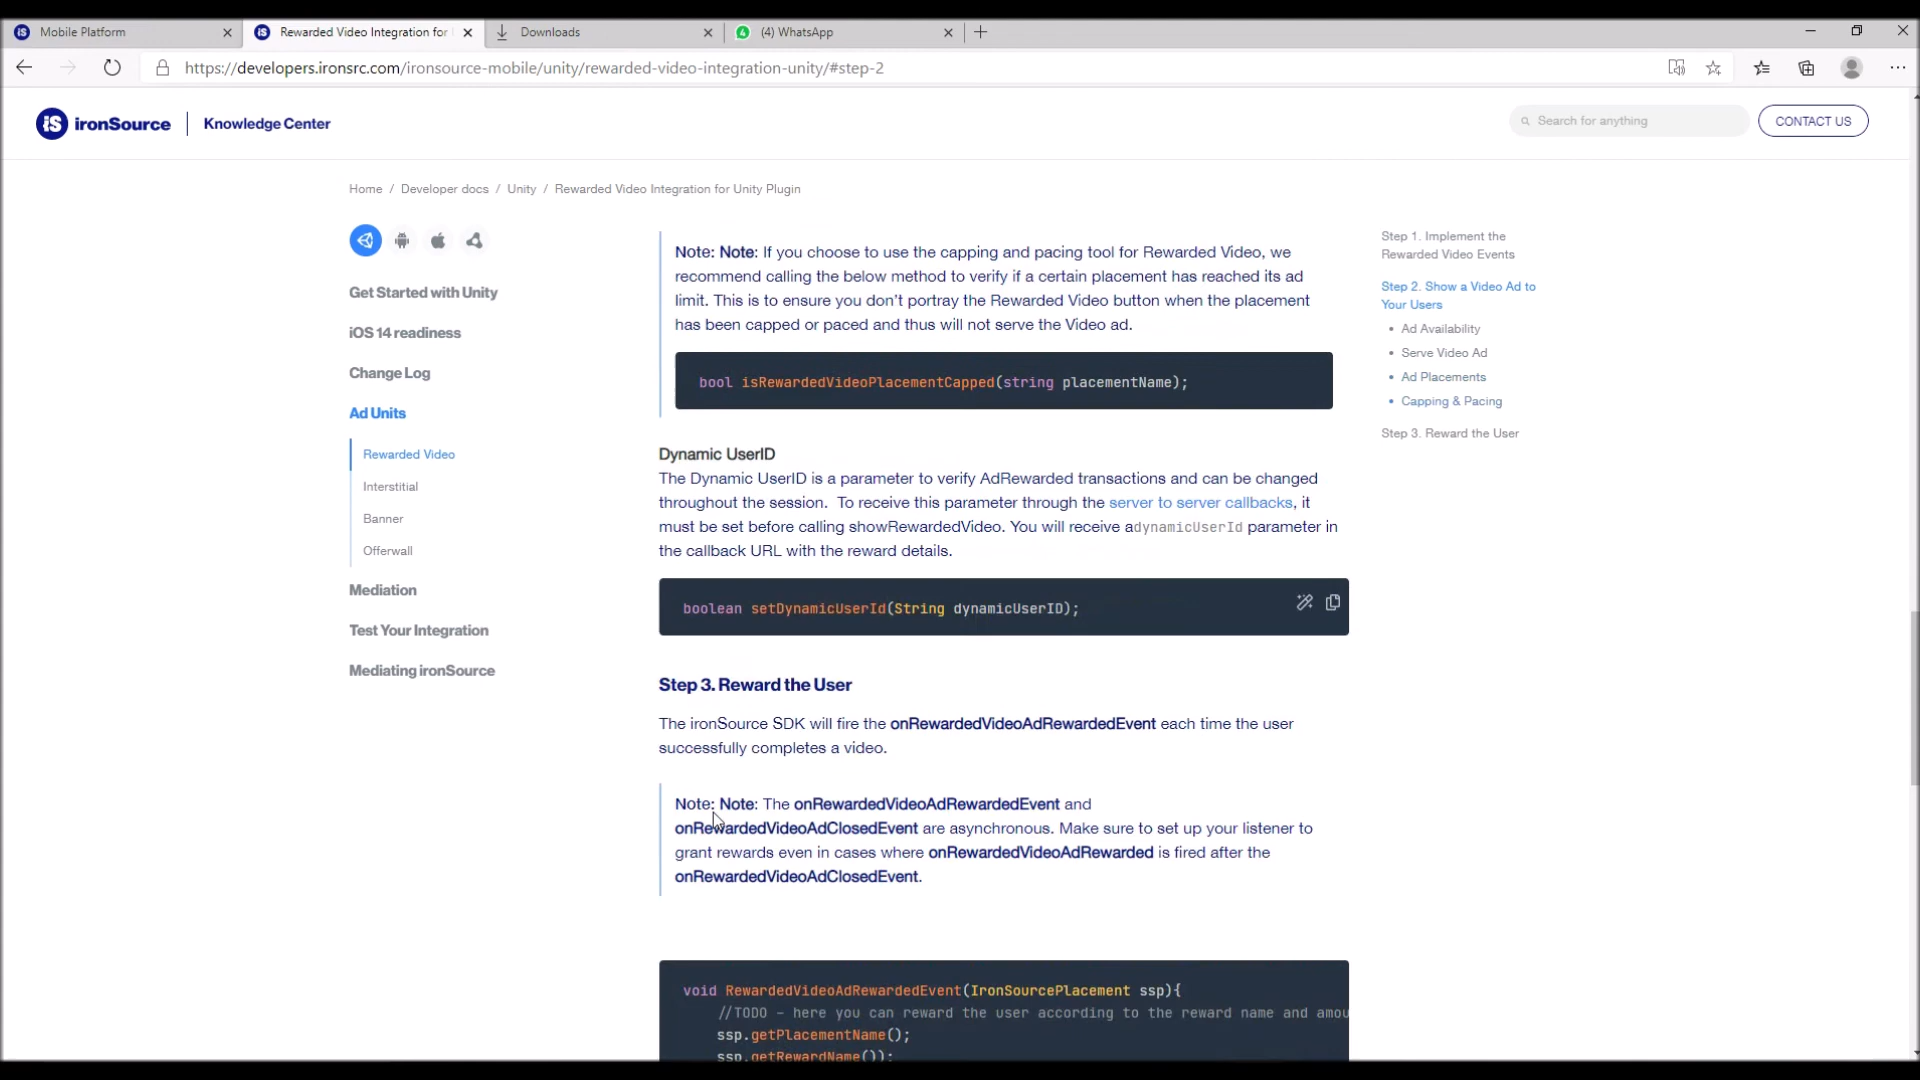 Mobile Platform
Rewarded Video Integration for
Downloads
(4) WhatsApp
https://developers.ironsrc.com/ironsource-mobile/unity/rewarded-video-integration-unity/#step-2
iS ironSource
Knowledge Center
Search for anything
CONTACT US
Home / Developer docs / Unity / Rewarded Video Integration for Unity Plugin
Get Started with Unity
iOS 14 readiness
Change Log
Ad Units
Rewarded Video
Interstitial
Banner
Offerwall
Mediation
Test Your Integration
Mediating ironSource
Note: Note: If you choose to use the capping and pacing tool for Rewarded Video, we
recommend calling the below method to verify if a certain placement has reached its ad
limit. This is to ensure you don't portray the Rewarded Video button when the placement
has been capped or paced and thus will not serve the Video ad.
bool isRewardedVideoPlacementCapped(string placementName);
Dynamic UserID
The Dynamic UserID is a parameter to verify AdRewarded transactions and can be changed
throughout the session. To receive this parameter through the server to server callbacks, it
must be set before calling showRewardedVideo. You will receive adynamicUserId parameter in
the callback URL with the reward details.
boolean setDynamicUserId(String dynamicUserID);
Step 3. Reward the User
The ironSource SDK will fire the onRewardedVideoAdRewardedEvent each time the user
successfully completes a video.
Note: Note: The onRewardedVideoAdRewardedEvent and
onRewardedVideoAdClosedEvent are asynchronous. Make sure to set up your listener to
grant rewards even in cases where onRewardedVideoAdRewarded is fired after the
onRewardedVideoAdClosedEvent.
void RewardedVideoAdRewardedEvent(IronSourcePlacement ssp){
//TODO - here you can reward the user according to the reward name and amou
ssp.getPlacementName();
ssp.getRewardName());
Step 1. Implement the
Rewarded Video Events
Step 2. Show a Video Ad to
Your Users
• Ad Availability
• Serve Video Ad
• Ad Placements
• Capping & Pacing
Step 3. Reward the User